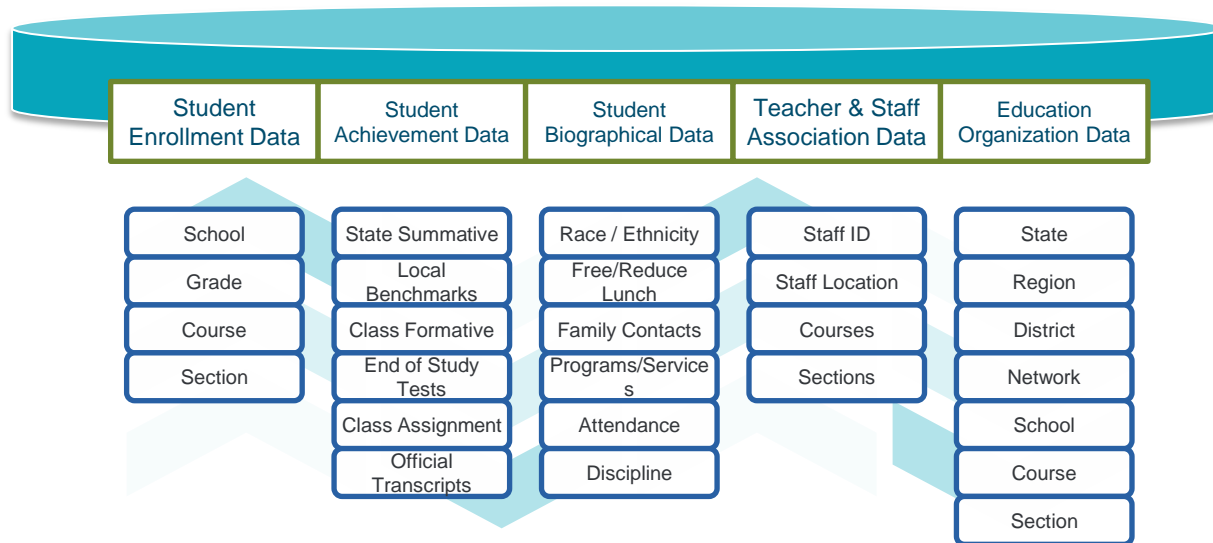 Student
Enrollment Data
Student
Achievement Data
Student
Biographical Data
Teacher & Staff
Association Data
Education
Organization Data
School
Grade
Course
Section
State Summative
Local
Benchmarks
Class Formative
End of Study
Tests
Class Assignment
Official
Transcripts
Race / Ethnicity
Free/Reduce
Lunch
Family Contacts
Programs/Service
s
Attendance
Discipline
Staff ID
Staff Location
Courses
Sections
State
Region
District
Network
School
Course
Section